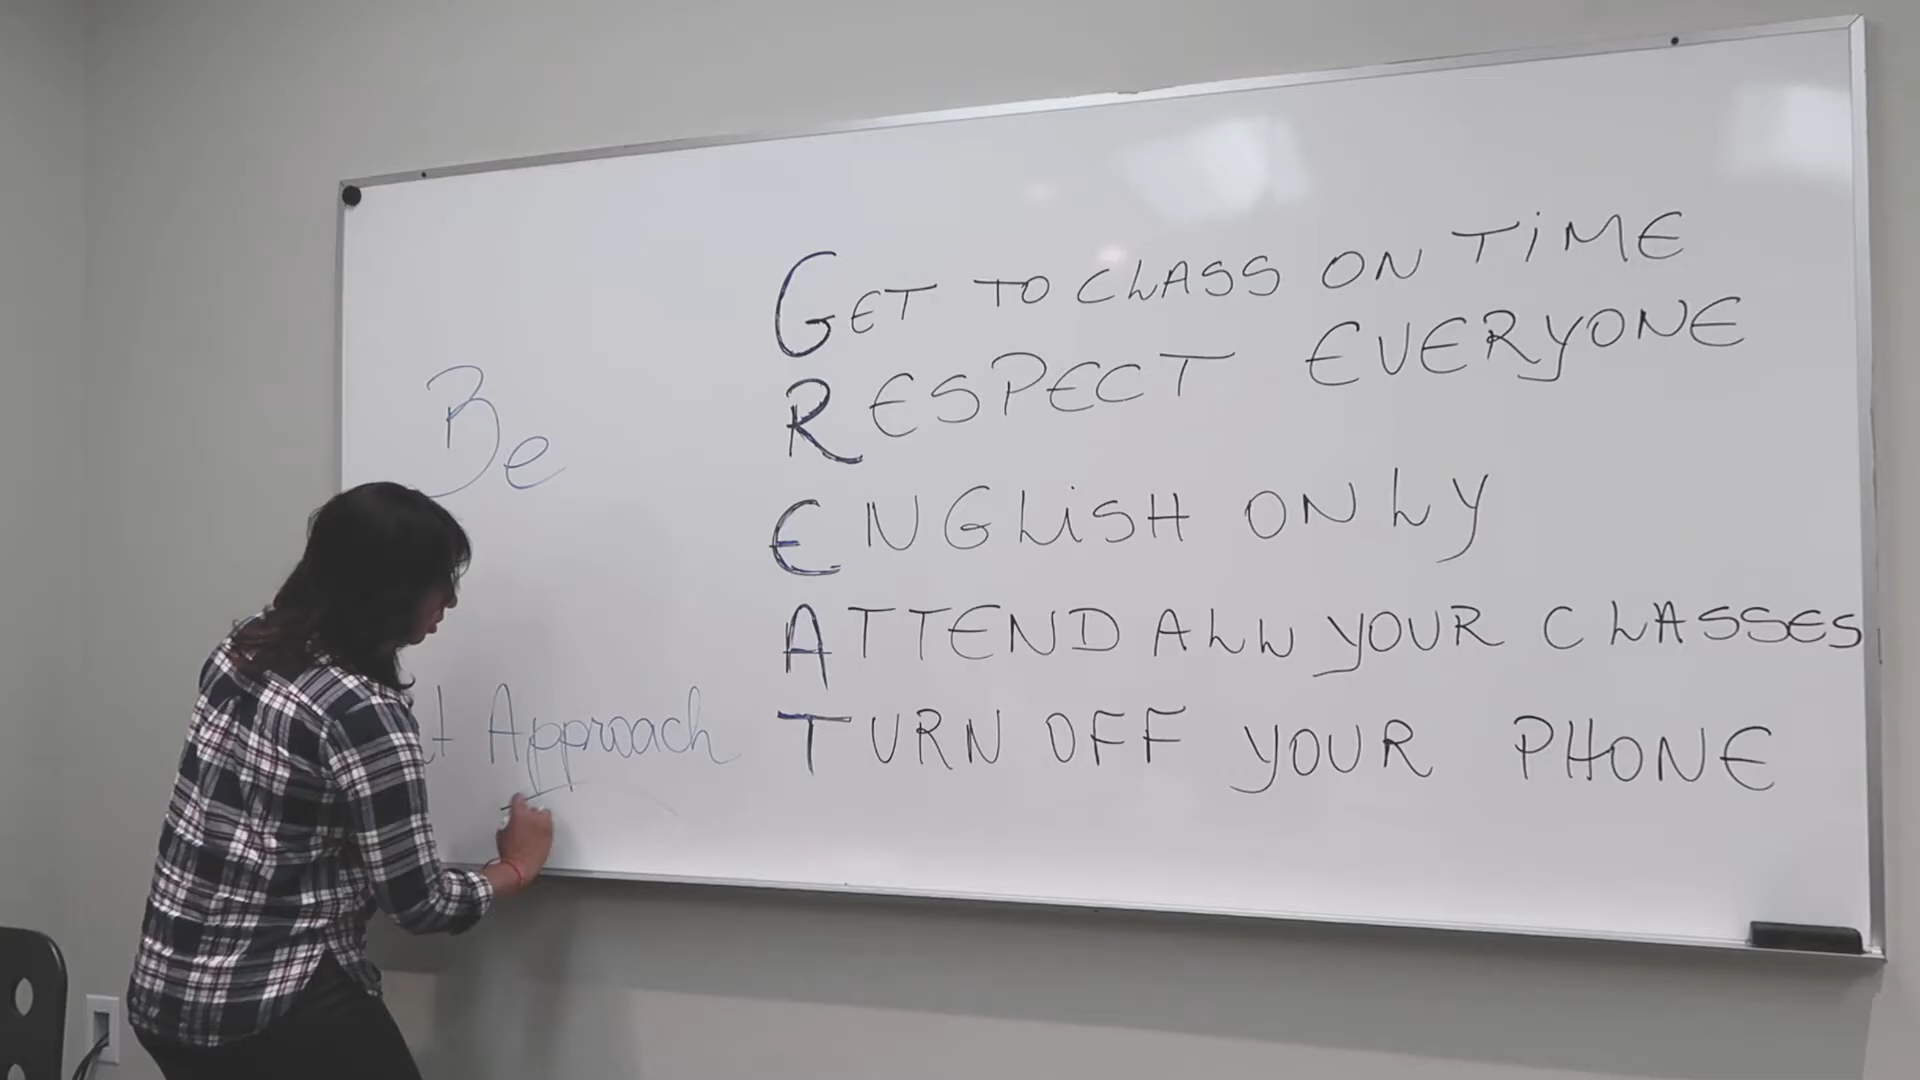 Be
Approach
GET TO CLASS ON TIME
RESPECT EVERYONE
ENGLISH ONLY
ATTEND ALL YOUR CLASSES
TURN OFF YOUR PHONE